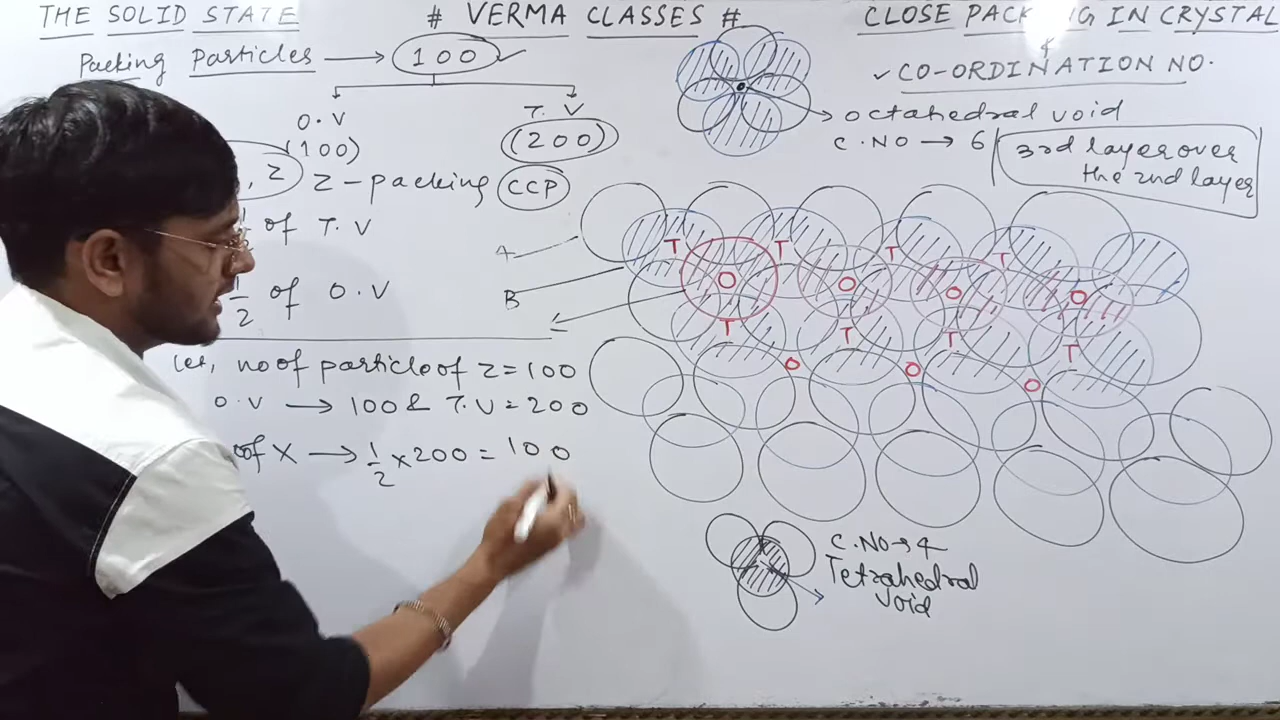 THE SOLID STATE
# VERMA CLASSES #
CLOSE PACKING IN CRYSTAL
&
✓ CO-ORDINATION NO.
Packing Particles → 100 ✓
O.V
(100)
T.V
(200)
, Z
Z-packing CCP
of T.V
1/2 of O.V
let, no of particle of Z = 100
O.V → 100 & T.V = 200
of X → 1/2 × 200 = 100
octahedral void
C.NO → 6
3rd layer over
the 2nd layer
A
B
T T T T
O O O O
T T T T
O O O
C.NO → 4
Tetrahedral
void